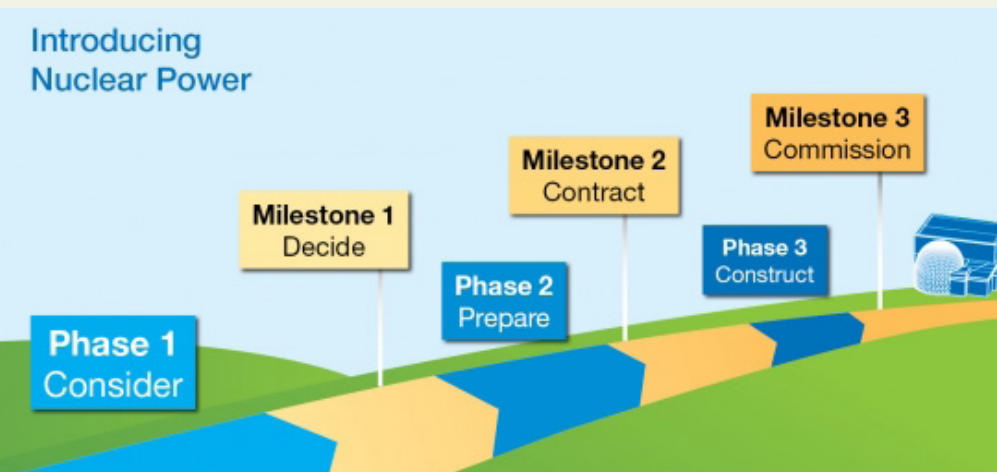 Introducing
Nuclear Power
Phase 1
Consider
Milestone 1
Decide
Phase 2
Prepare
Milestone 2
Contract
Phase 3
Construct
Milestone 3
Commission